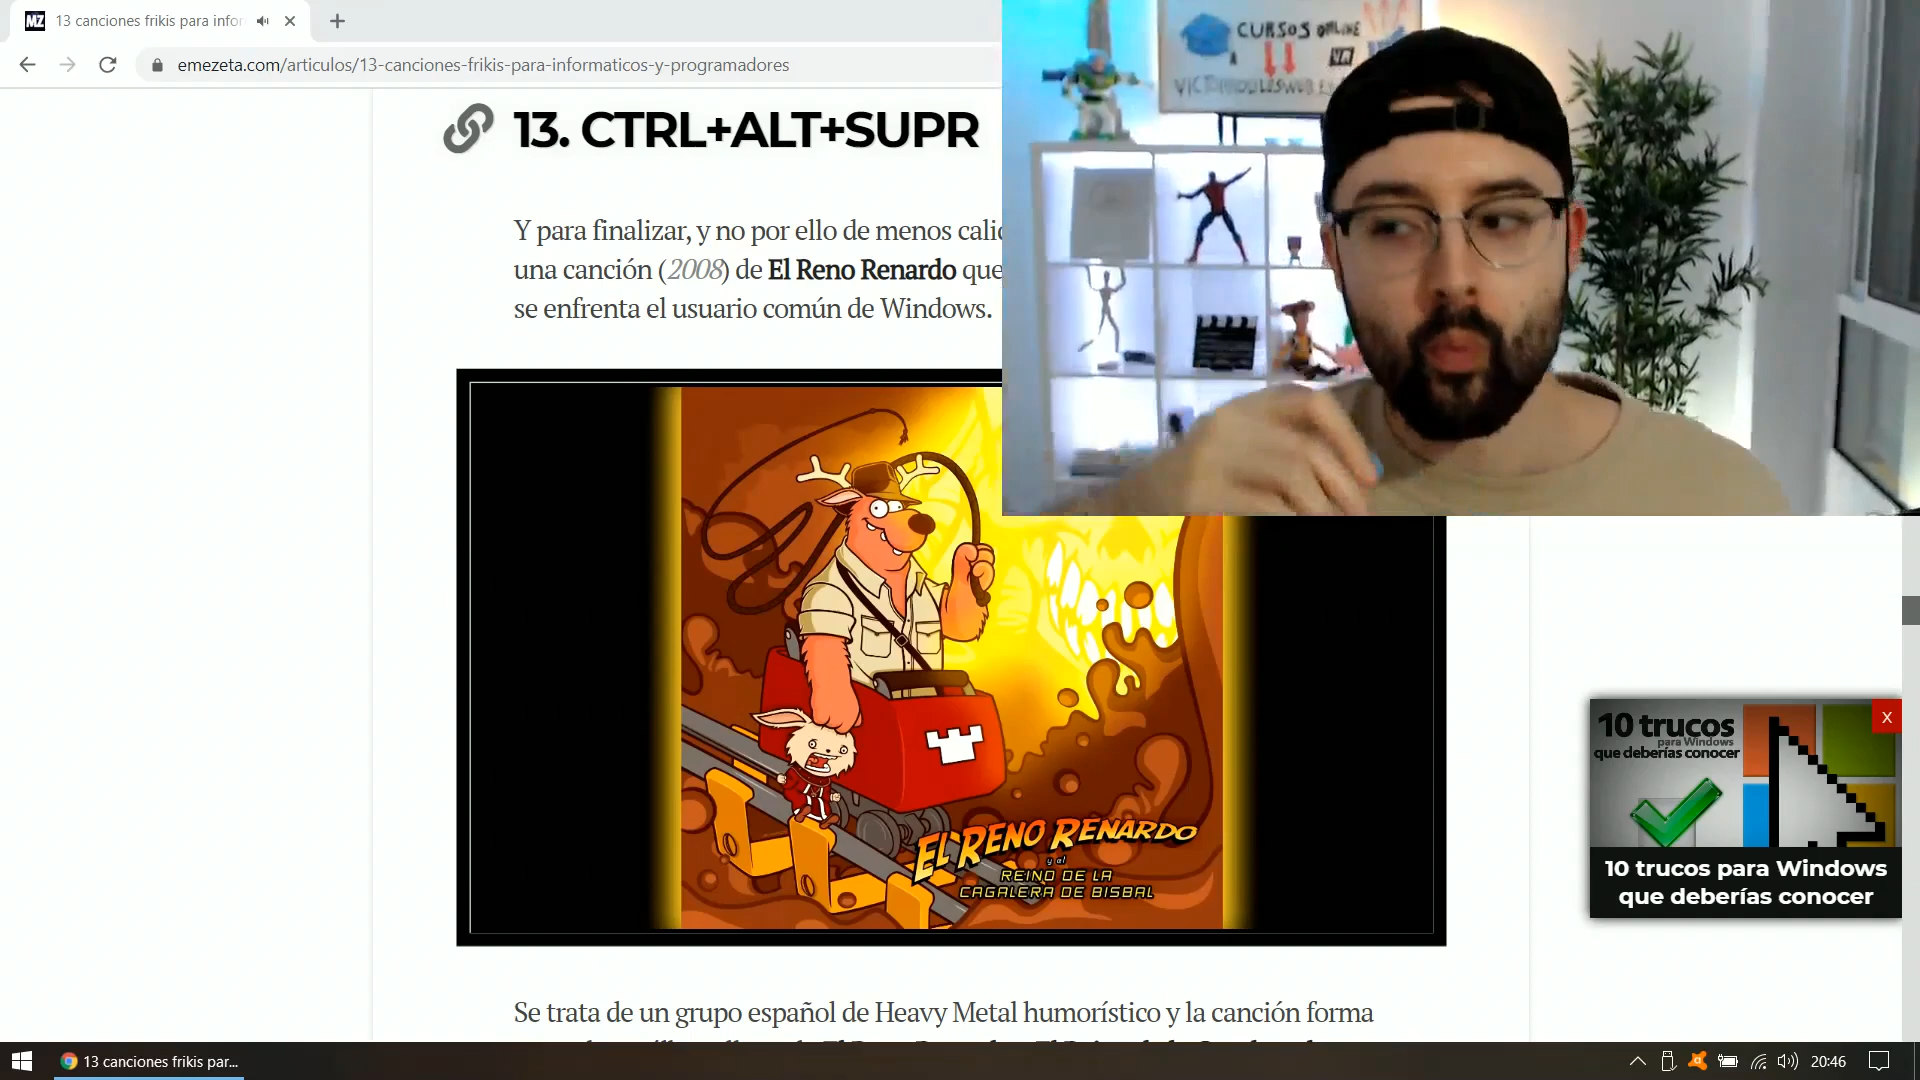 MZ
13 canciones frikis para infor
emezeta.com/articulos/13-canciones-frikis-para-informaticos-y-programadores
CURSOS ONLINE
13. CTRL+ALT+SUPR
Y para finalizar, y no por ello de menos
una canción (2008) de El Reno Renardo que
se enfrenta el usuario común de Windows.
EL RENO RENARDO
y el
REINO DE LA
CAGALERA DE BISBAL
X
10 trucos
para Windows
que deberías conocer
10 trucos para Windows
que deberías conocer
Se trata de un grupo español de Heavy Metal humorístico y la canción forma
13 canciones frikis par...
20:46